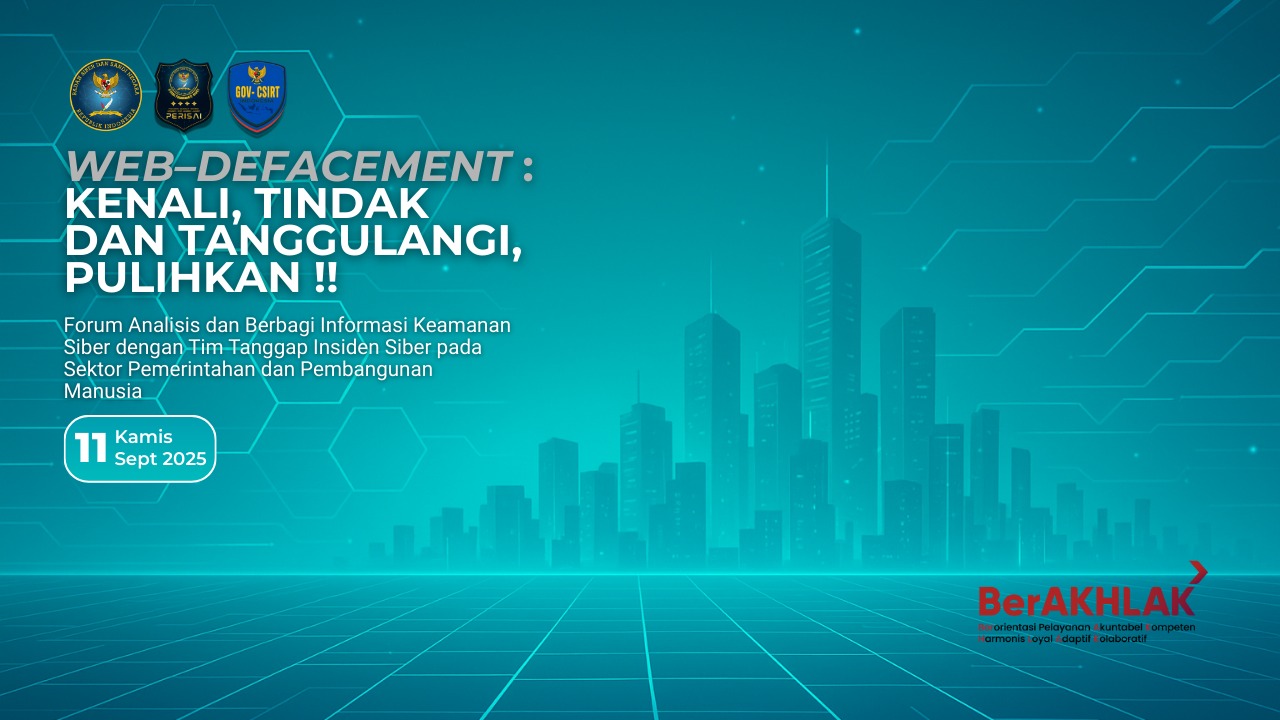 BADAN SIBER DAN SANDI NEGARA
REPUBLIK INDONESIA
PERISAI
GOV- CSIRT
INDONESIA
WEB–DEFACEMENT :
KENALI, TINDAK
DAN TANGGULANGI,
PULIHKAN !!
Forum Analisis dan Berbagi Informasi Keamanan
Siber dengan Tim Tanggap Insiden Siber pada
Sektor Pemerintahan dan Pembangunan
Manusia
11 Kamis
Sept 2025
BerAKHLAK
Berorientasi Pelayanan Akuntabel Kompeten
Harmonis Loyal Adaptif Kolaboratif